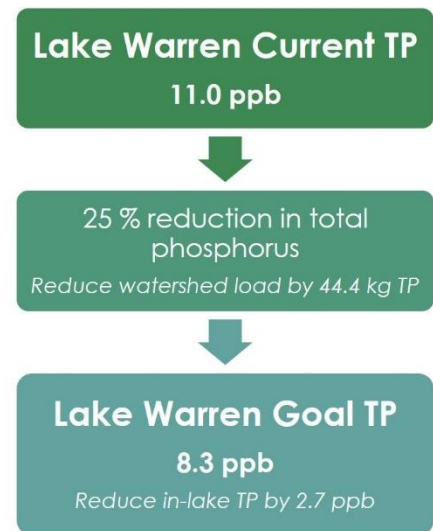 Lake Warren Current TP
11.0 ppb
25 % reduction in total
phosphorus
Reduce watershed load by 44.4 kg TP
Lake Warren Goal TP
8.3 ppb
Reduce in-lake TP by 2.7 ppb